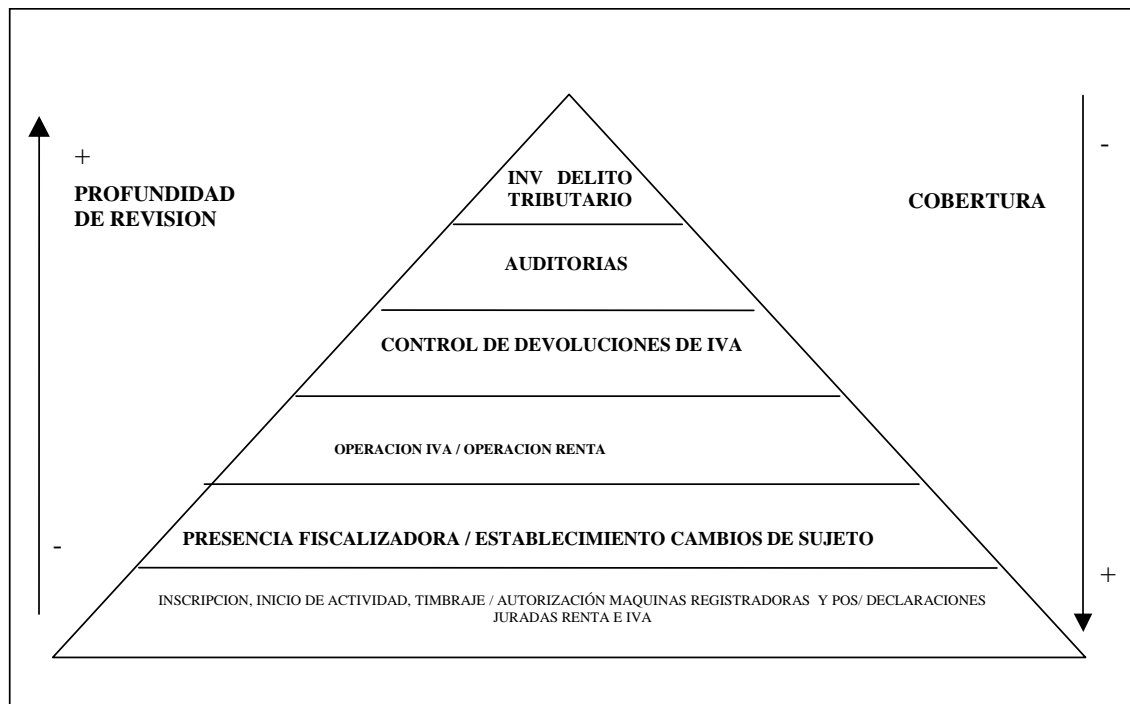 +
PROFUNDIDAD
DE REVISION
-
INV DELITO
TRIBUTARIO
AUDITORIAS
CONTROL DE DEVOLUCIONES DE IVA
OPERACION IVA / OPERACION RENTA
PRESENCIA FISCALIZADORA / ESTABLECIMIENTO CAMBIOS DE SUJETO
INSCRIPCION, INICIO DE ACTIVIDAD, TIMBRAJE / AUTORIZACIÓN MAQUINAS REGISTRADORAS Y POS/ DECLARACIONES
JURADAS RENTA E IVA
-
COBERTURA
+